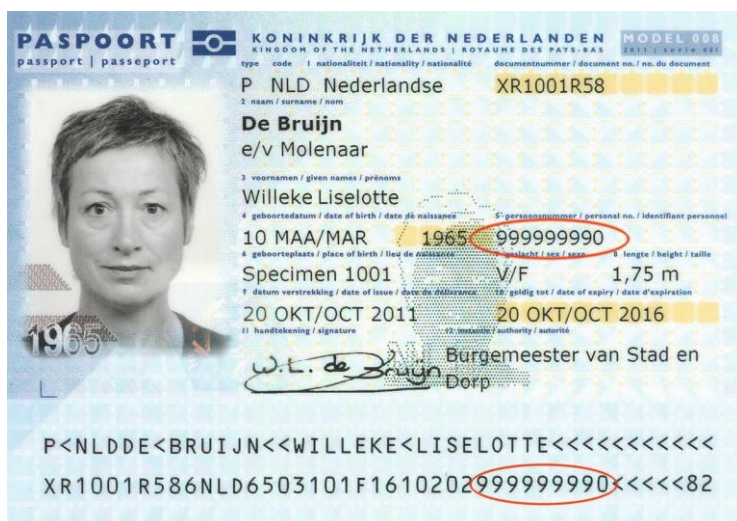 PASPOORT
passport | passeport
KONINKRIJK DER NEDERLANDEN
KINGDOM OF THE NETHERLANDS | ROYAUME DES PAYS-BAS
MODEL 008
2011 | serie 001
type code 1 nationaliteit / nationality / nationalité documentnummer / document no. / no. du document
P NLD Nederlandse XR1001R58
2 naam / surname / nom
De Bruijn
e/v Molenaar
3 voornamen / given names / prénoms
Willeke Liselotte
4 geboortedatum / date of birth / date de naissance 5 persoonsnummer / personal no. / identifiant personnel
10 MAA/MAR 1965 999999990
6 geboorteplaats / place of birth / lieu de naissance 7 geslacht / sex / sexe 8 lengte / height / taille
Specimen 1001 V/F 1,75 m
9 datum verstrekking / date of issue / date de délivrance 10 geldig tot / date of expiry / date d'expiration
20 OKT/OCT 2011 20 OKT/OCT 2016
11 handtekening / signature 12 instantie / authority / autorité
W.L. de Bruijn
Burgemeester van Stad en
Dorp
1965
P<NLDDE<BRUIJN<<WILLEKE<LISELOTTE<<<<<<<<<<<
XR1001R586NLD6503101F1610202999999990<<<<<82